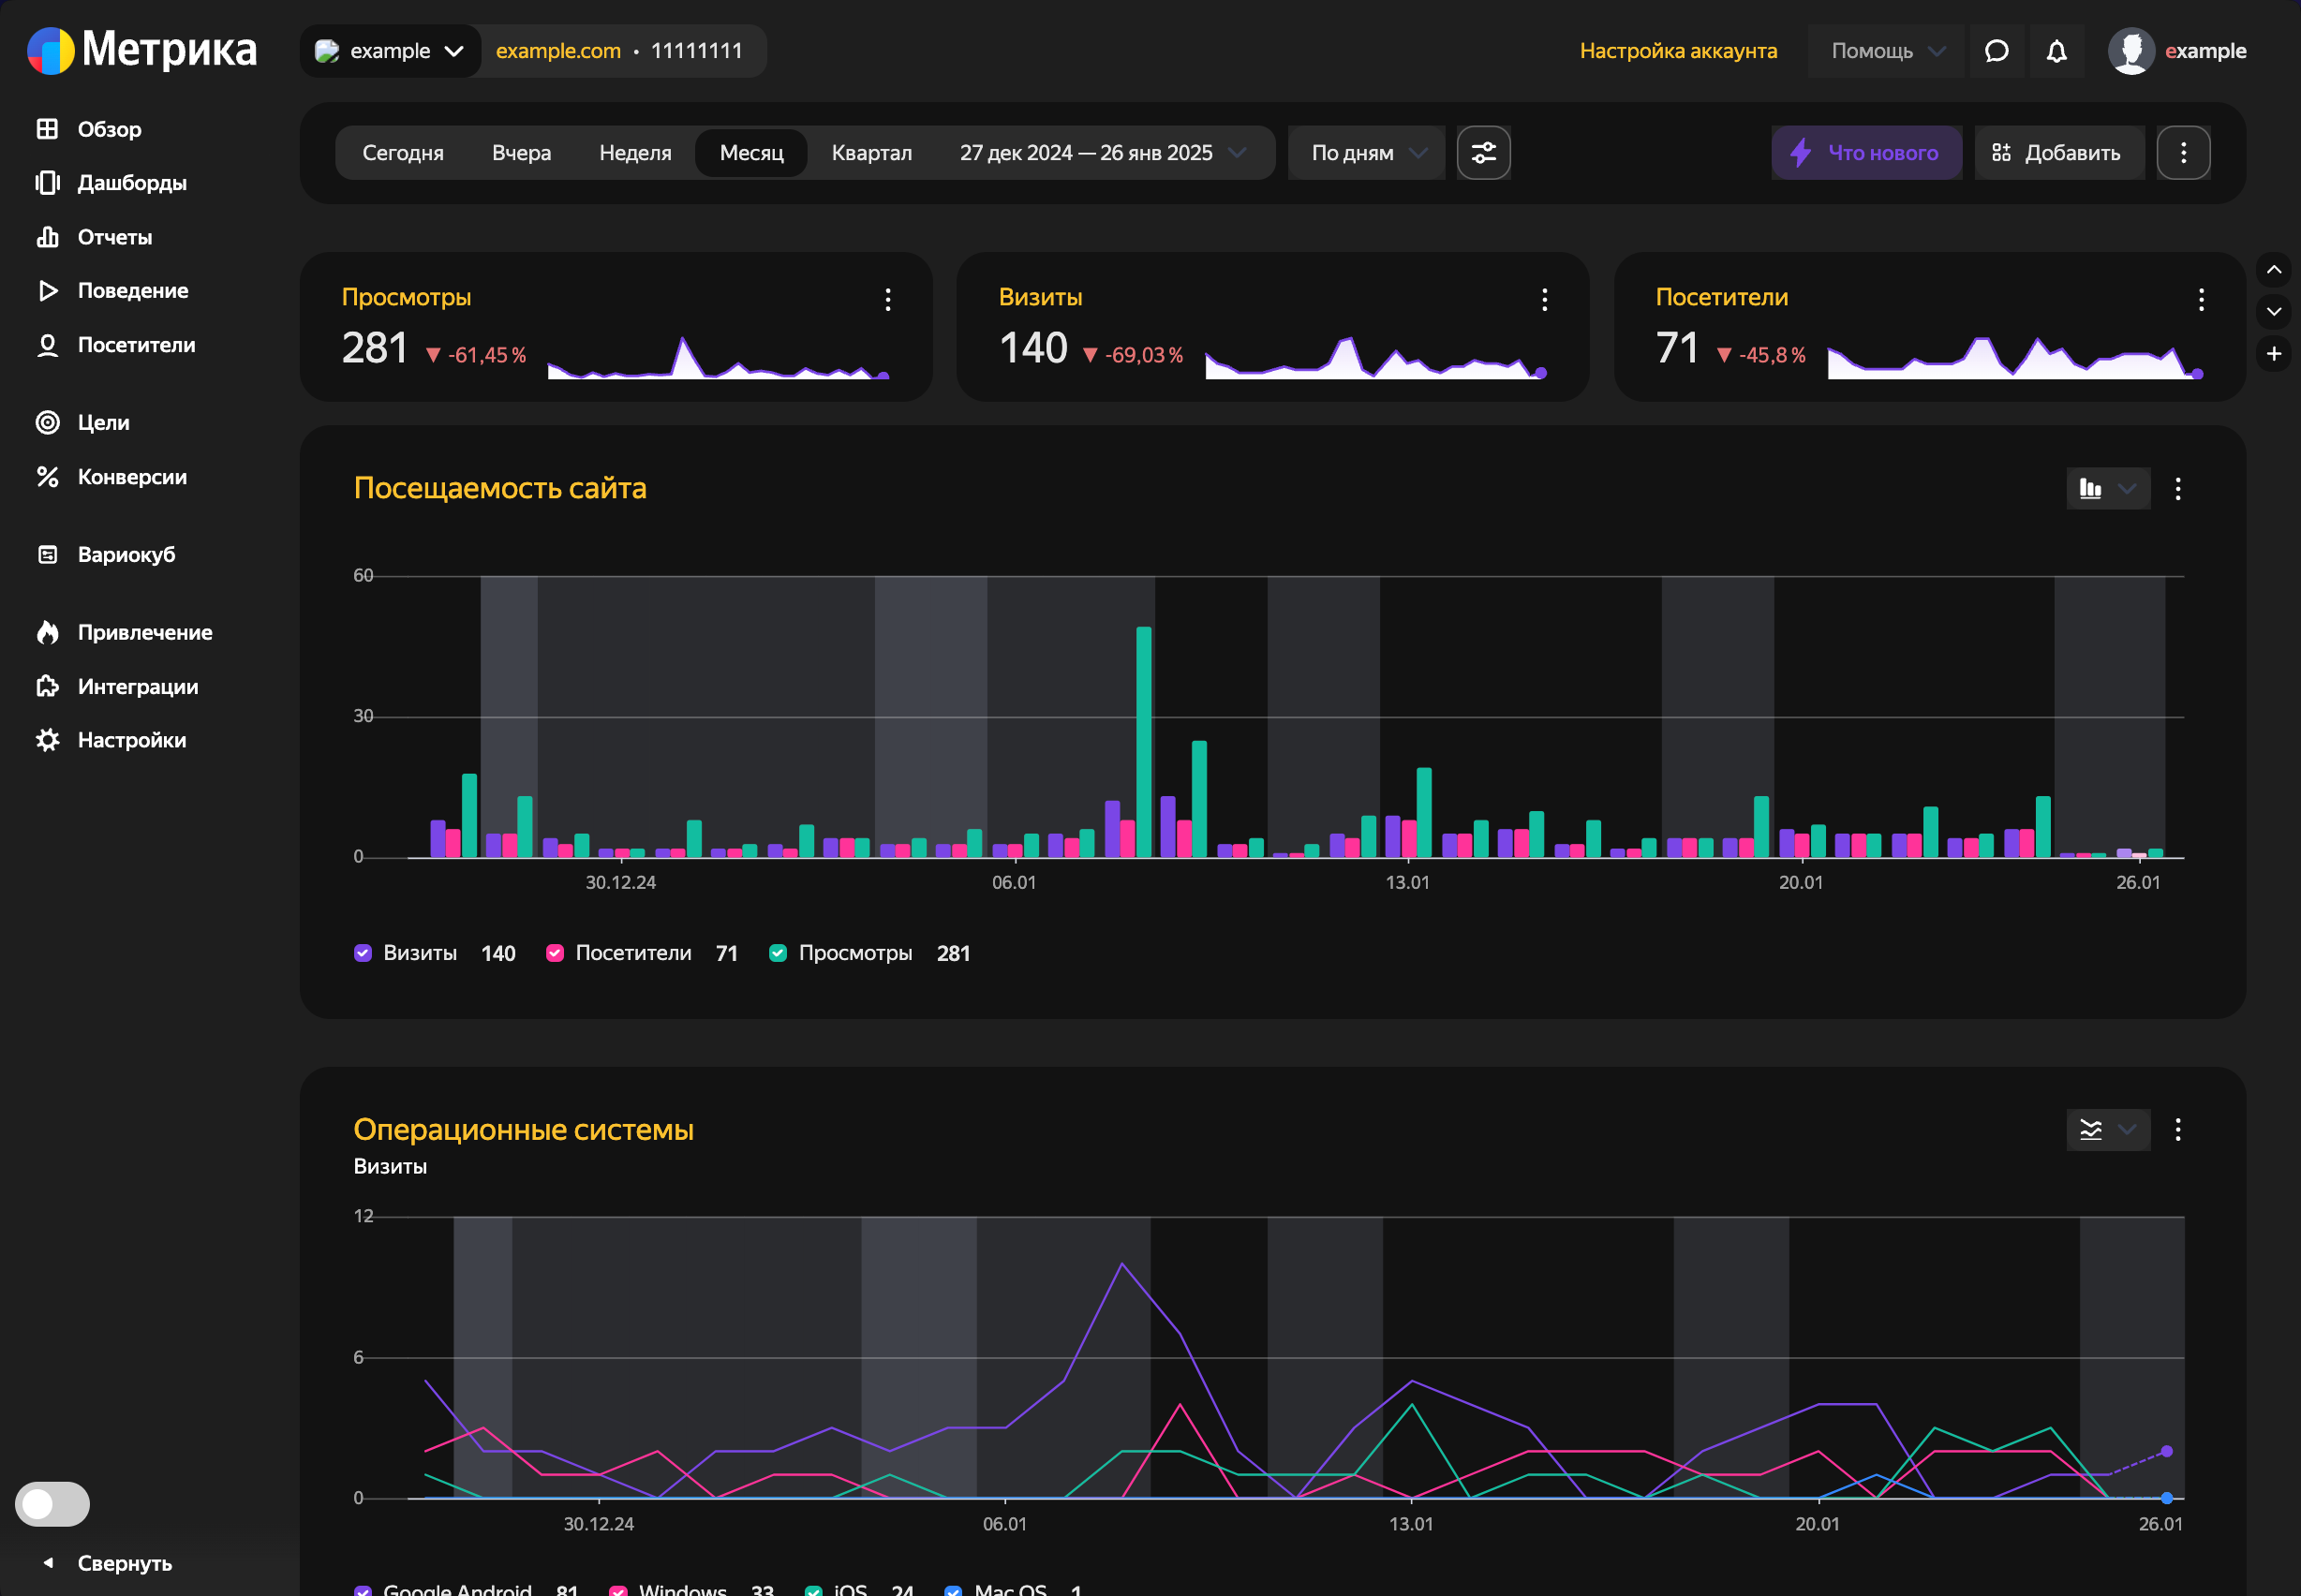 Метрика
example
example.com • 11111111
Настройка аккаунта
Помощь
example
Обзор
Дашборды
Отчеты
Поведение
Посетители
Цели
Конверсии
Вариокуб
Привлечение
Интеграции
Настройки
Свернуть
Сегодня Вчера Неделя Месяц Квартал 27 дек 2024 — 26 янв 2025
По дням
Что нового
Добавить
Просмотры
281 ▼ -61,45 %
Визиты
140 ▼ -69,03 %
Посетители
71 ▼ -45,8 %
Посещаемость сайта
60
30
0
30.12.24 06.01 13.01 20.01 26.01
Визиты 140 Посетители 71 Просмотры 281
Операционные системы
Визиты
12
6
0
30.12.24 06.01 13.01 20.01 26.01
Google Android 81 Windows 33 iOS 24 Mac OS 1